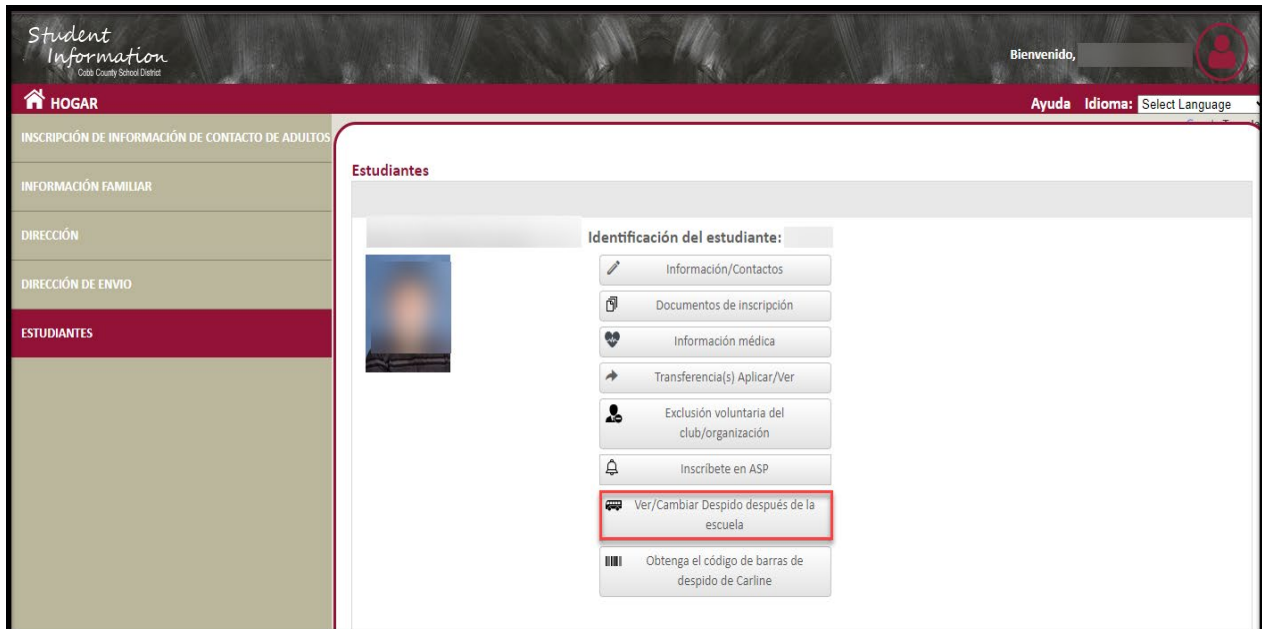 Student
Information
Cobb County School District
Bienvenido,
HOGAR
Ayuda Idioma: Select Language
INSCRIPCIÓN DE INFORMACIÓN DE CONTACTO DE ADULTOS
INFORMACIÓN FAMILIAR
DIRECCIÓN
DIRECCIÓN DE ENVIO
ESTUDIANTES
Estudiantes
Identificación del estudiante:
Información/Contactos
Documentos de inscripción
Información médica
Transferencia(s) Aplicar/Ver
Exclusión voluntaria del
club/organización
Inscríbete en ASP
Ver/Cambiar Despido después de la
escuela
Obtenga el código de barras de
despido de Carline